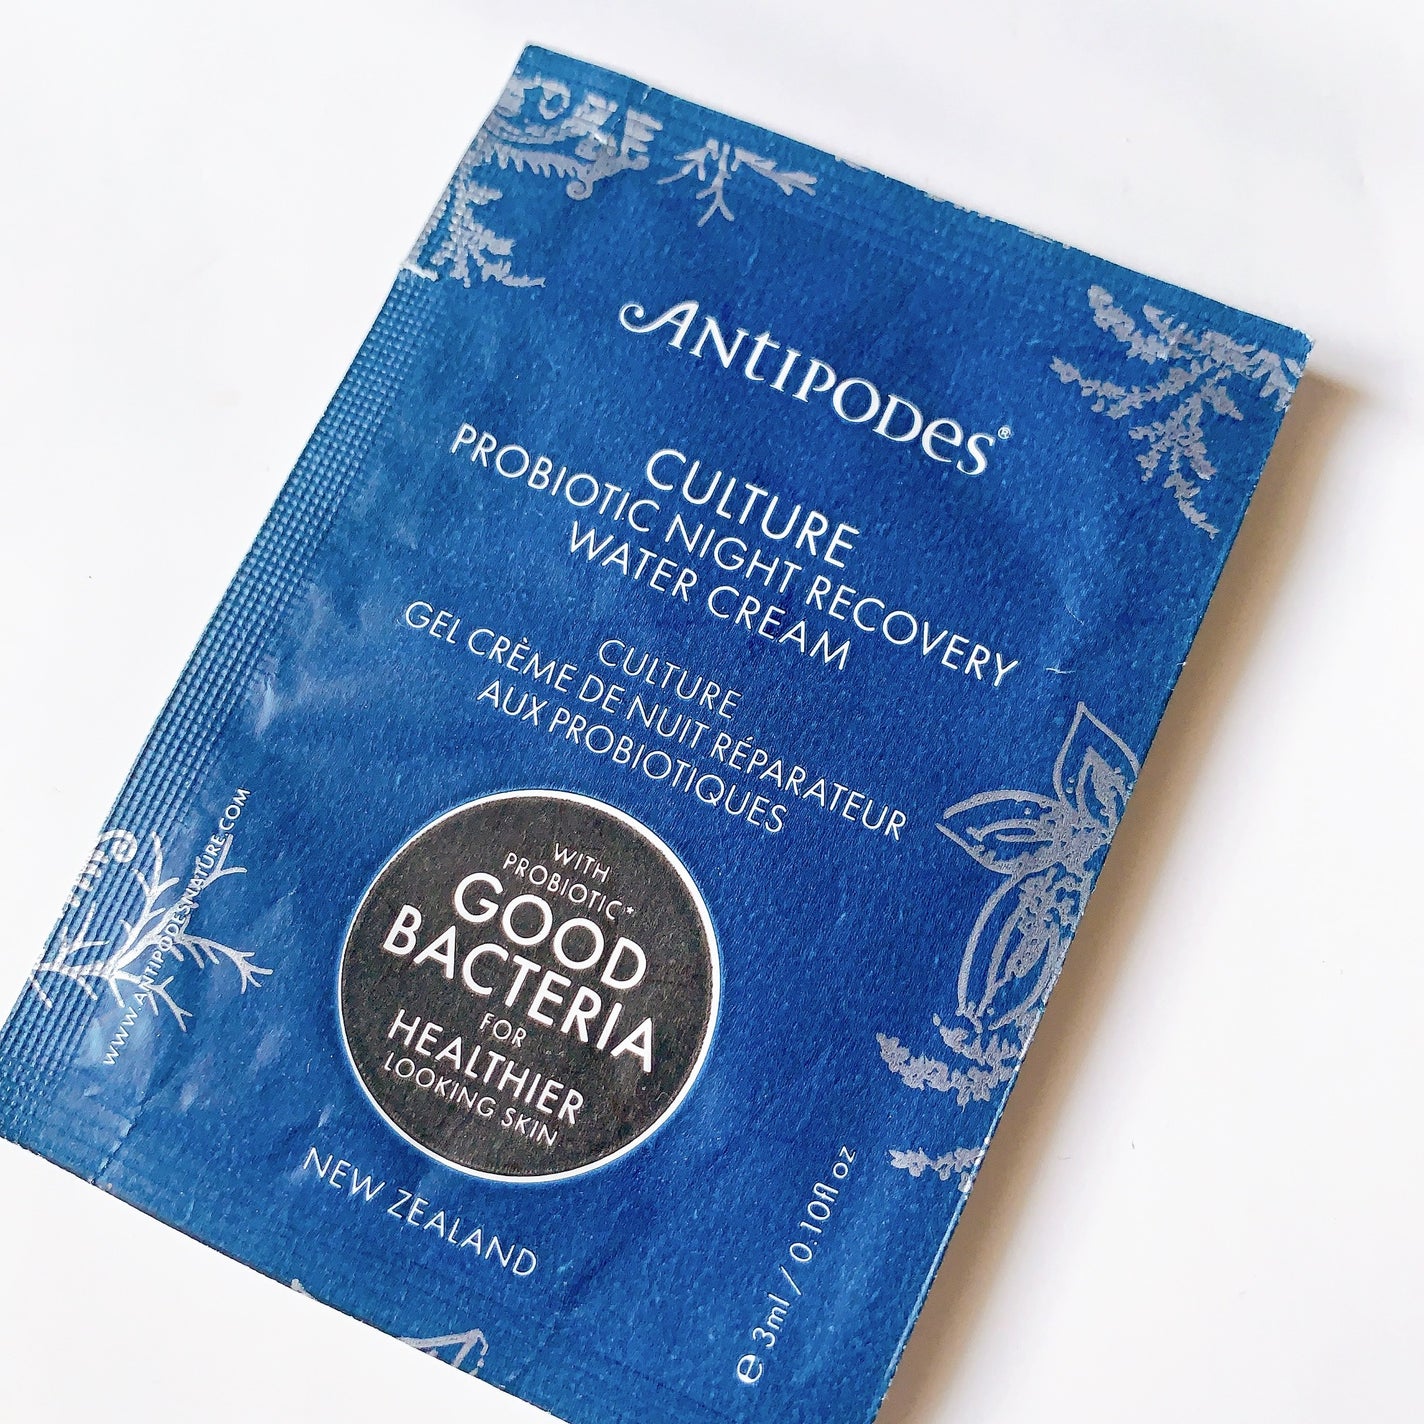 ANTIPODES®
CULTURE
PROBIOTIC NIGHT RECOVERY
WATER CREAM
CULTURE
GEL CRÈME DE NUIT RÉPARATEUR
AUX PROBIOTIQUES
WITH
PROBIOTIC*
GOOD
BACTERIA
FOR
HEALTHIER
LOOKING SKIN
NEW ZEALAND
WWW.ANTIPODESNATURE.COM
℮ 3ml / 0.10fl oz